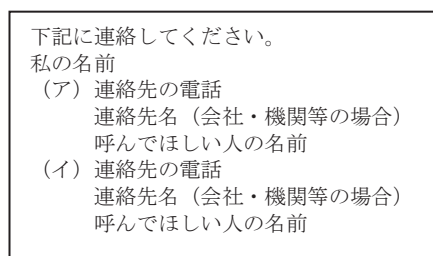 下記に連絡してください。
私の名前
（ア）連絡先の電話
連絡先名（会社・機関等の場合）
呼んでほしい人の名前
（イ）連絡先の電話
連絡先名（会社・機関等の場合）
呼んでほしい人の名前